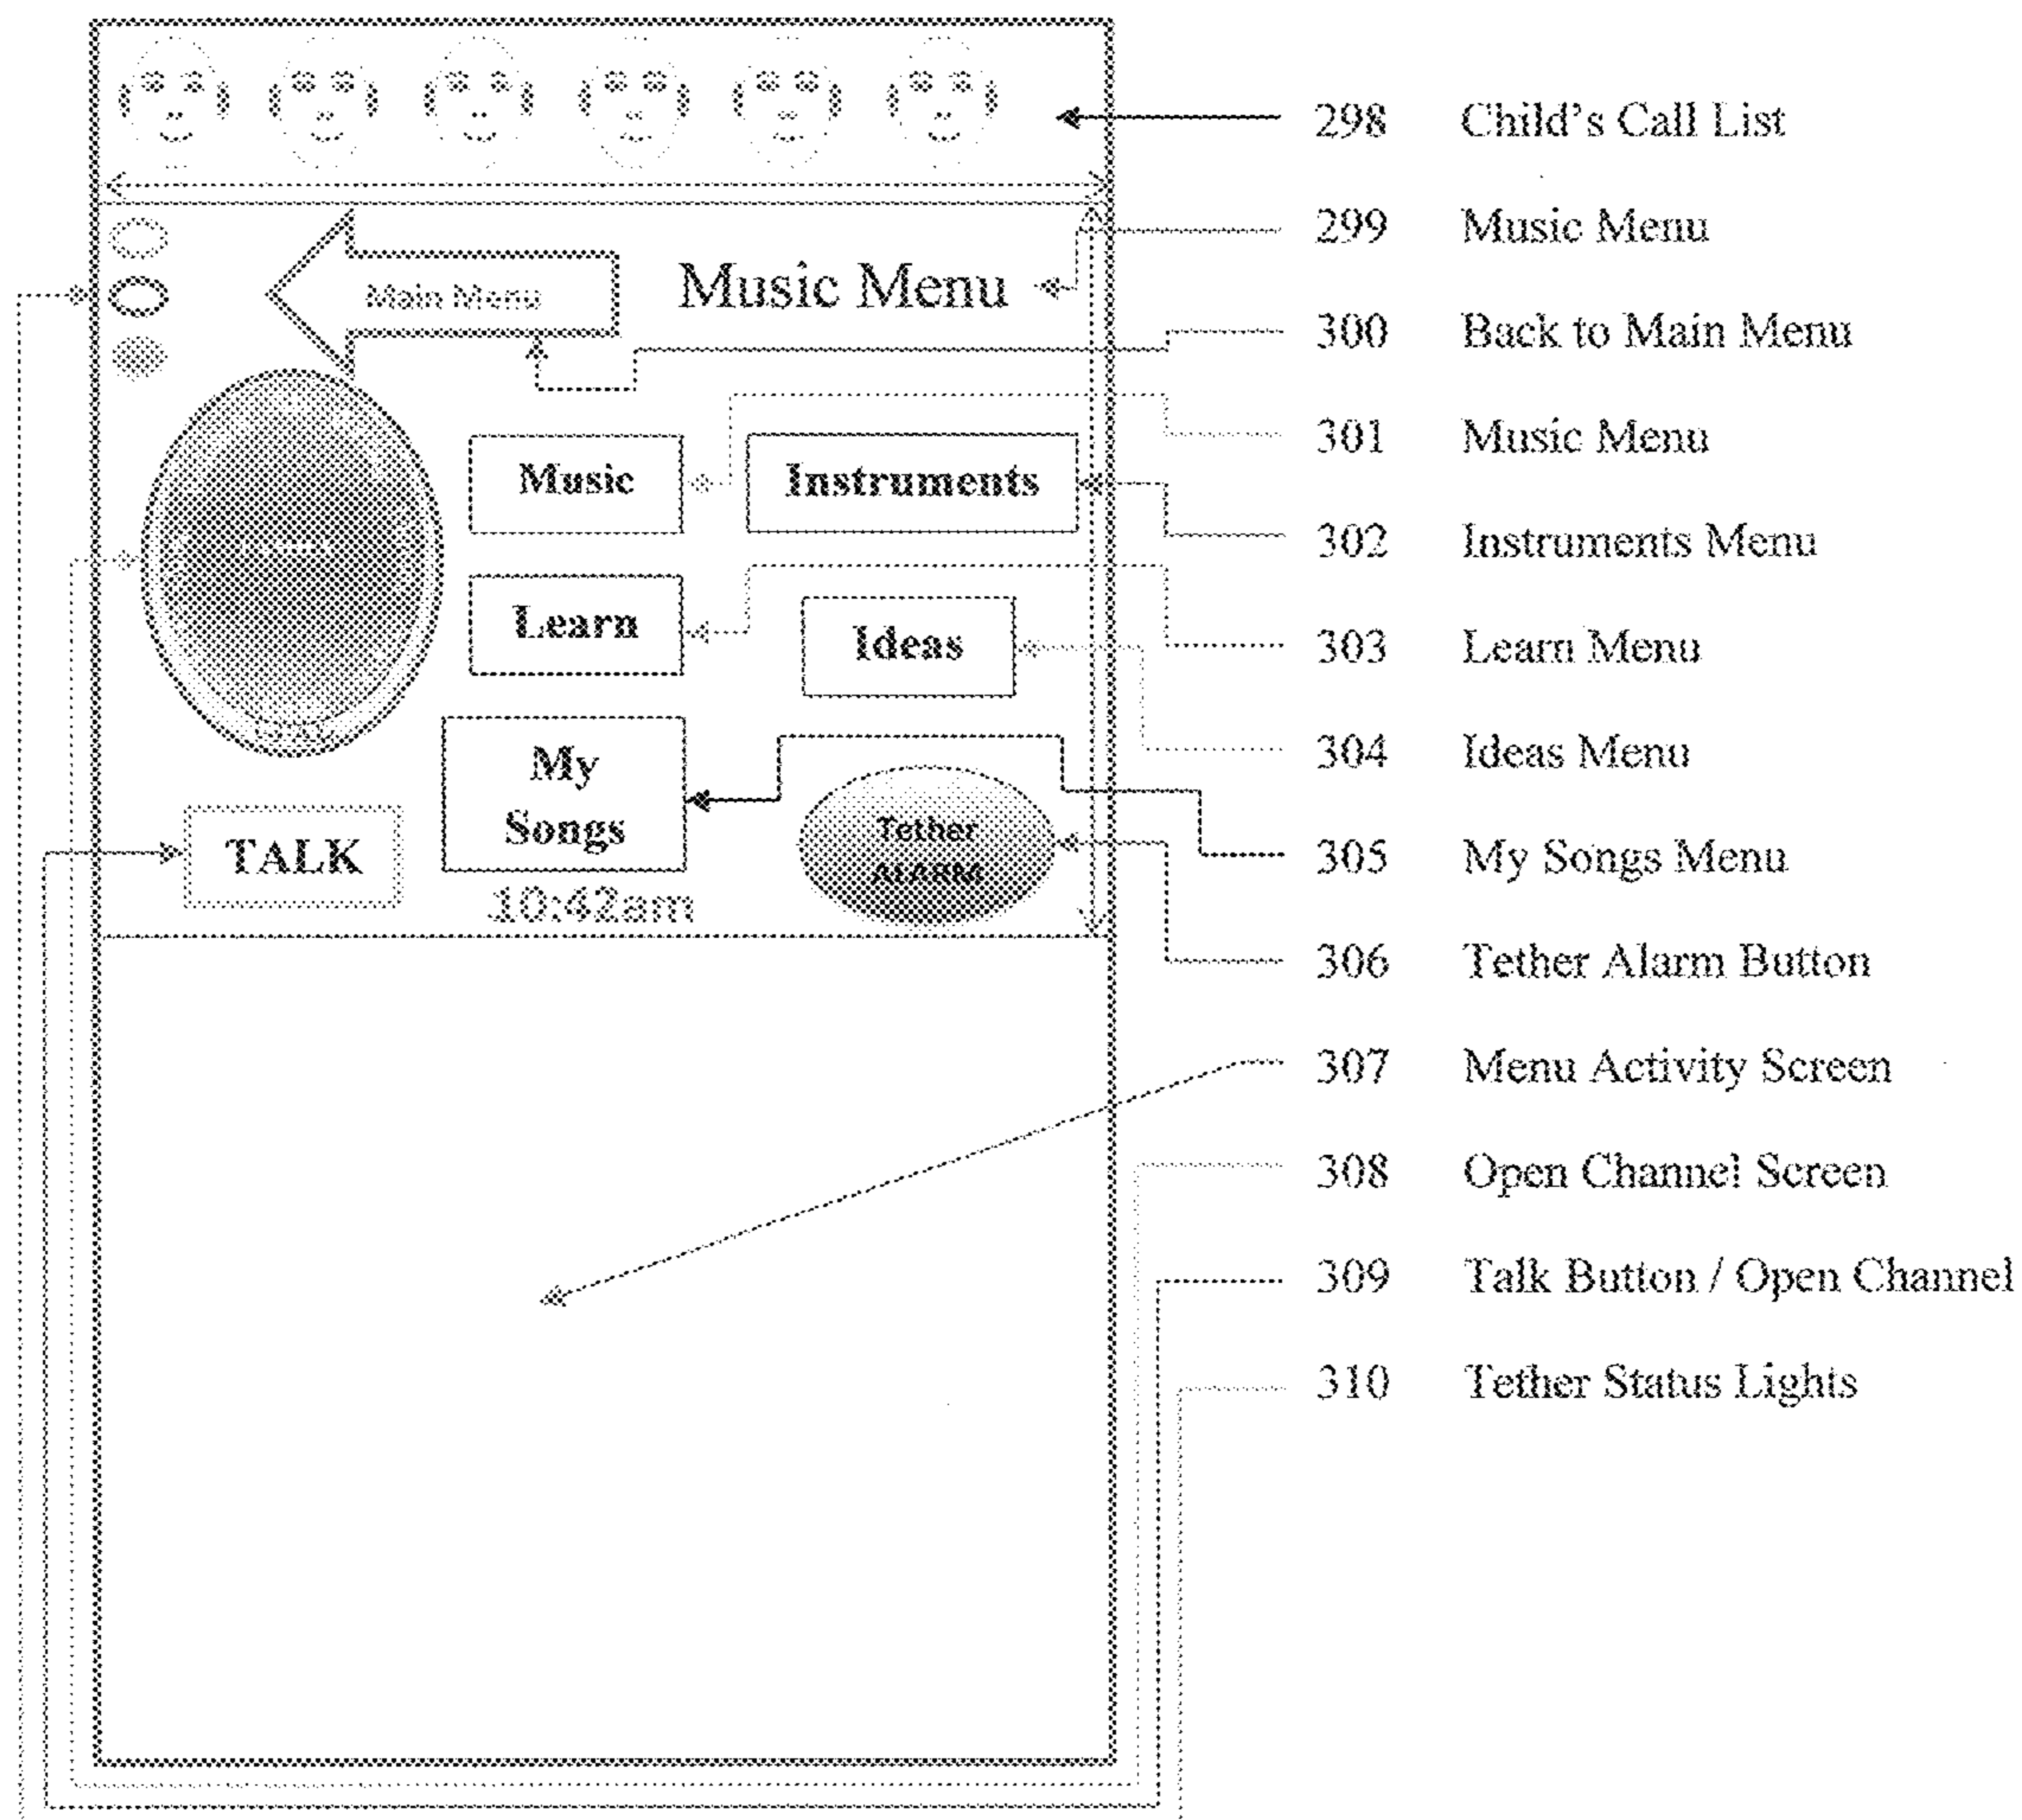 298 Child's Call List
299 Music Menu
Main Menu
Music Menu
300 Back to Main Menu
301 Music Menu
Music
Instruments
302 Instruments Menu
Learn
303 Learn Menu
Ideas
304 Ideas Menu
My
Songs
Tether
ALARM
305 My Songs Menu
TALK
10:42am
306 Tether Alarm Button
307 Menu Activity Screen
308 Open Channel Screen
309 Talk Button / Open Channel
310 Tether Status Lights